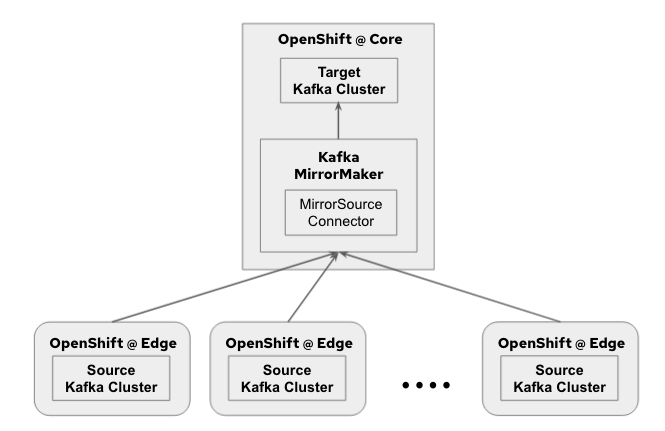 OpenShift @ Core
Target
Kafka Cluster
Kafka
MirrorMaker
MirrorSource
Connector
OpenShift @ Edge
Source
Kafka Cluster
OpenShift @ Edge
Source
Kafka Cluster
OpenShift @ Edge
Source
Kafka Cluster